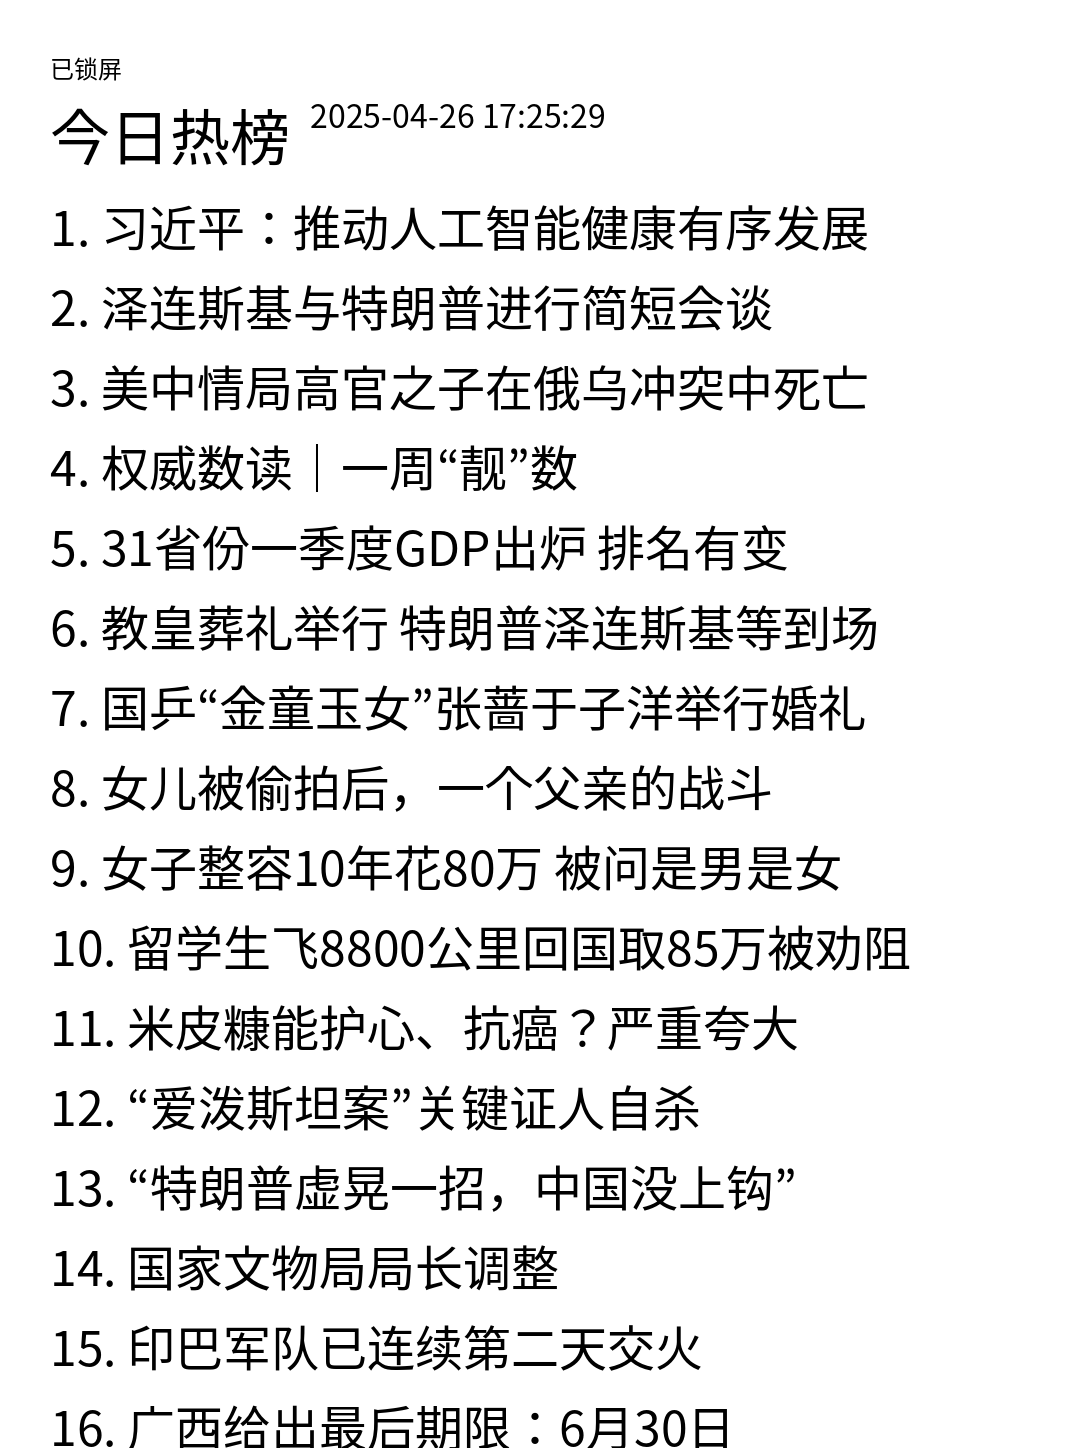 已锁屏
今日热榜 2025-04-26 17:25:29
1. 习近平：推动人工智能健康有序发展
2. 泽连斯基与特朗普进行简短会谈
3. 美中情局高官之子在俄乌冲突中死亡
4. 权威数读｜一周“靓”数
5. 31省份一季度GDP出炉 排名有变
6. 教皇葬礼举行 特朗普泽连斯基等到场
7. 国乒“金童玉女”张蔷于子洋举行婚礼
8. 女儿被偷拍后，一个父亲的战斗
9. 女子整容10年花80万 被问是男是女
10. 留学生飞8800公里回国取85万被劝阻
11. 米皮糠能护心、抗癌？严重夸大
12. “爱泼斯坦案”关键证人自杀
13. “特朗普虚晃一招，中国没上钩”
14. 国家文物局局长调整
15. 印巴军队已连续第二天交火
16. 广西给出最后期限：6月30日